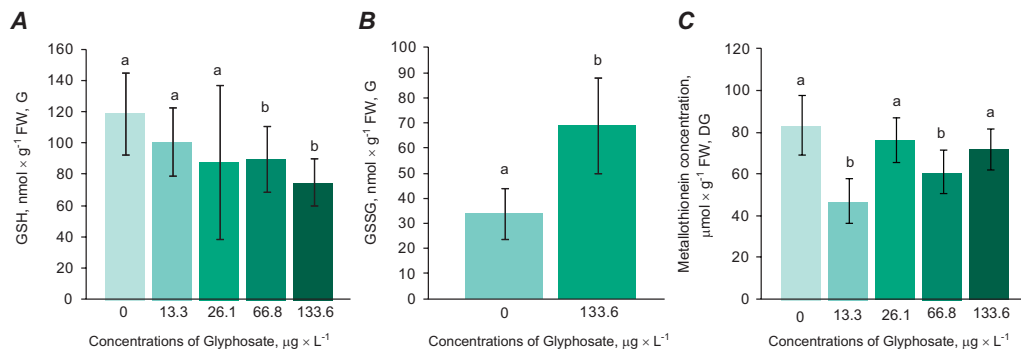 A
GSH, nmol × g⁻¹ FW, G
160
140
120
100
80
60
40
20
0
a
a
a
b
b
0
13.3
26.1
66.8
133.6
Concentrations of Glyphosate, µg × L⁻¹
B
GSSG, nmol × g⁻¹ FW, G
100
90
80
70
60
50
40
30
20
10
0
a
b
0
133.6
Concentrations of Glyphosate, µg × L⁻¹
C
Metallothionein concentration,
µmol × g⁻¹ FW, DG
120
100
80
60
40
20
0
a
b
a
b
a
0
13.3
26.1
66.8
133.6
Concentrations of Glyphosate, µg × L⁻¹